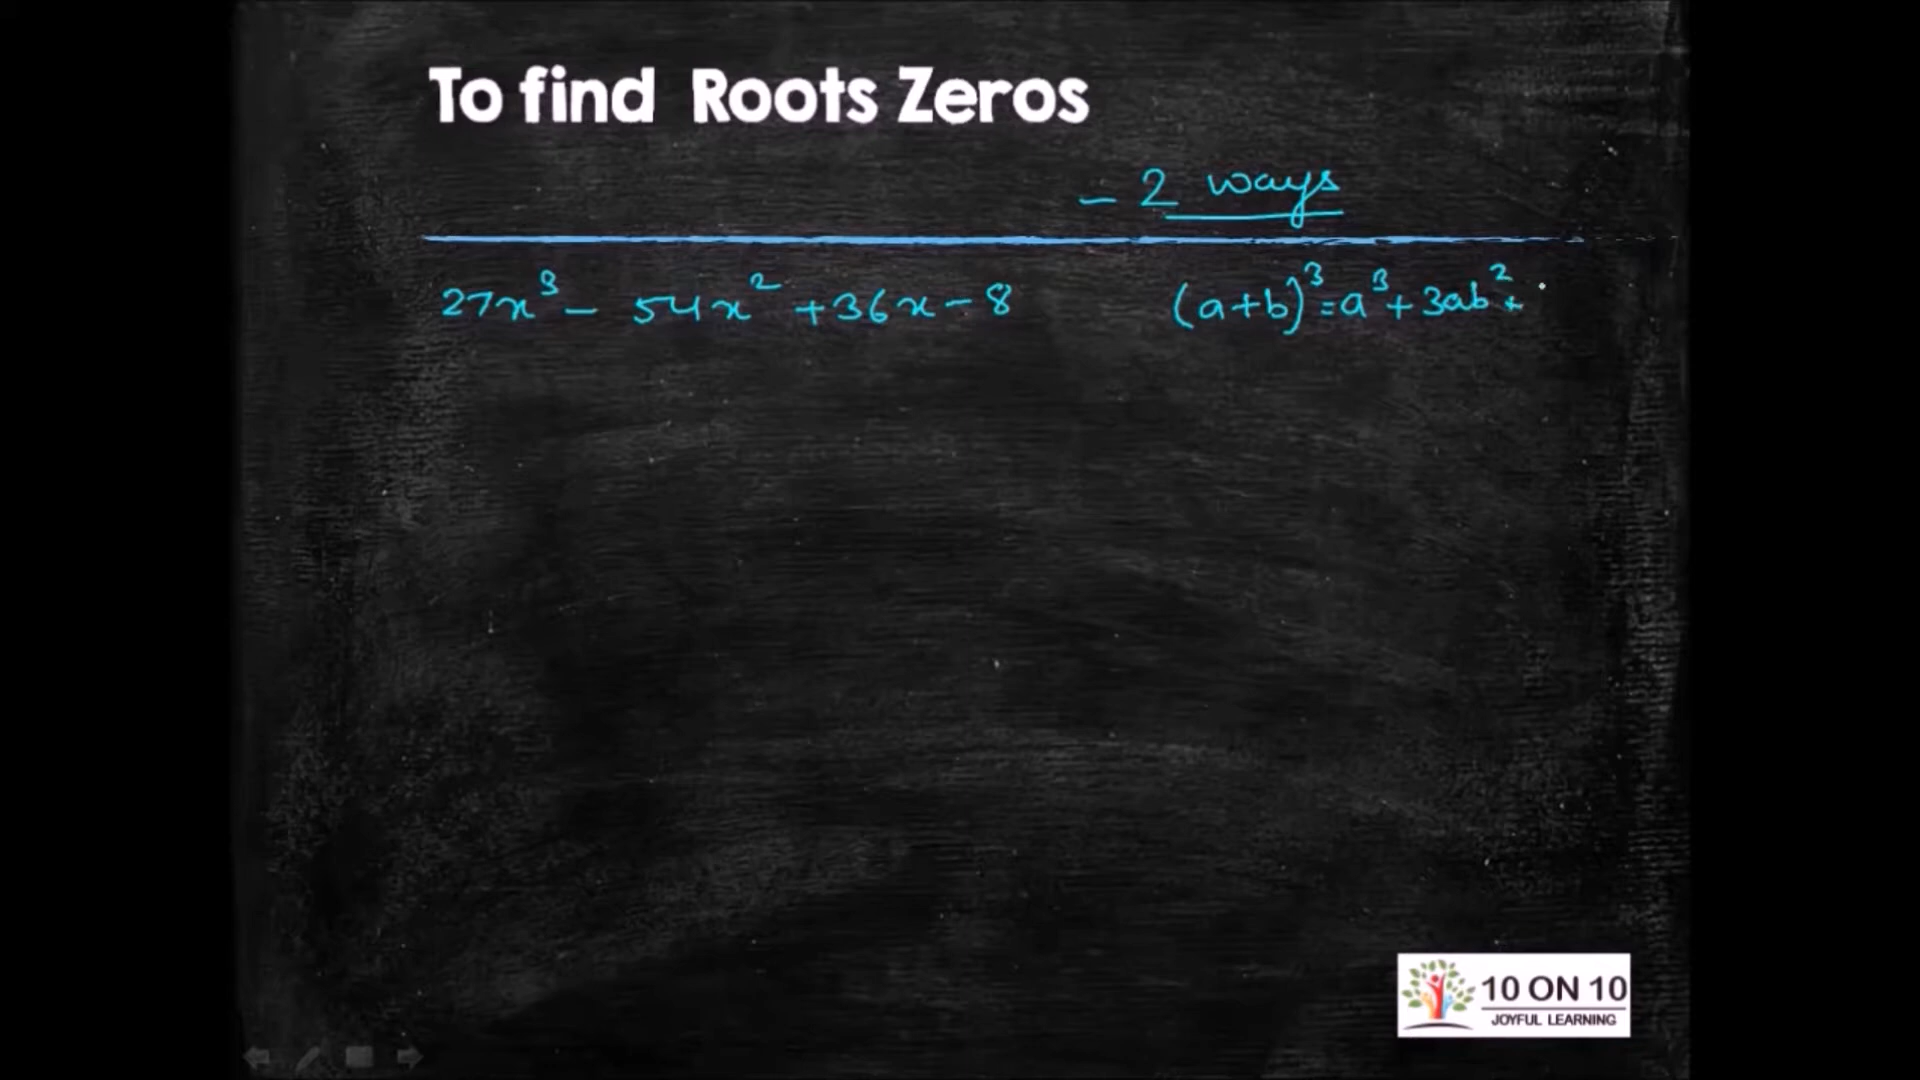 To find Roots Zeros
– 2 ways
27x³ – 54x² + 36x – 8
(a+b)³ = a³ + 3ab² +
10 ON 10
JOYFUL LEARNING